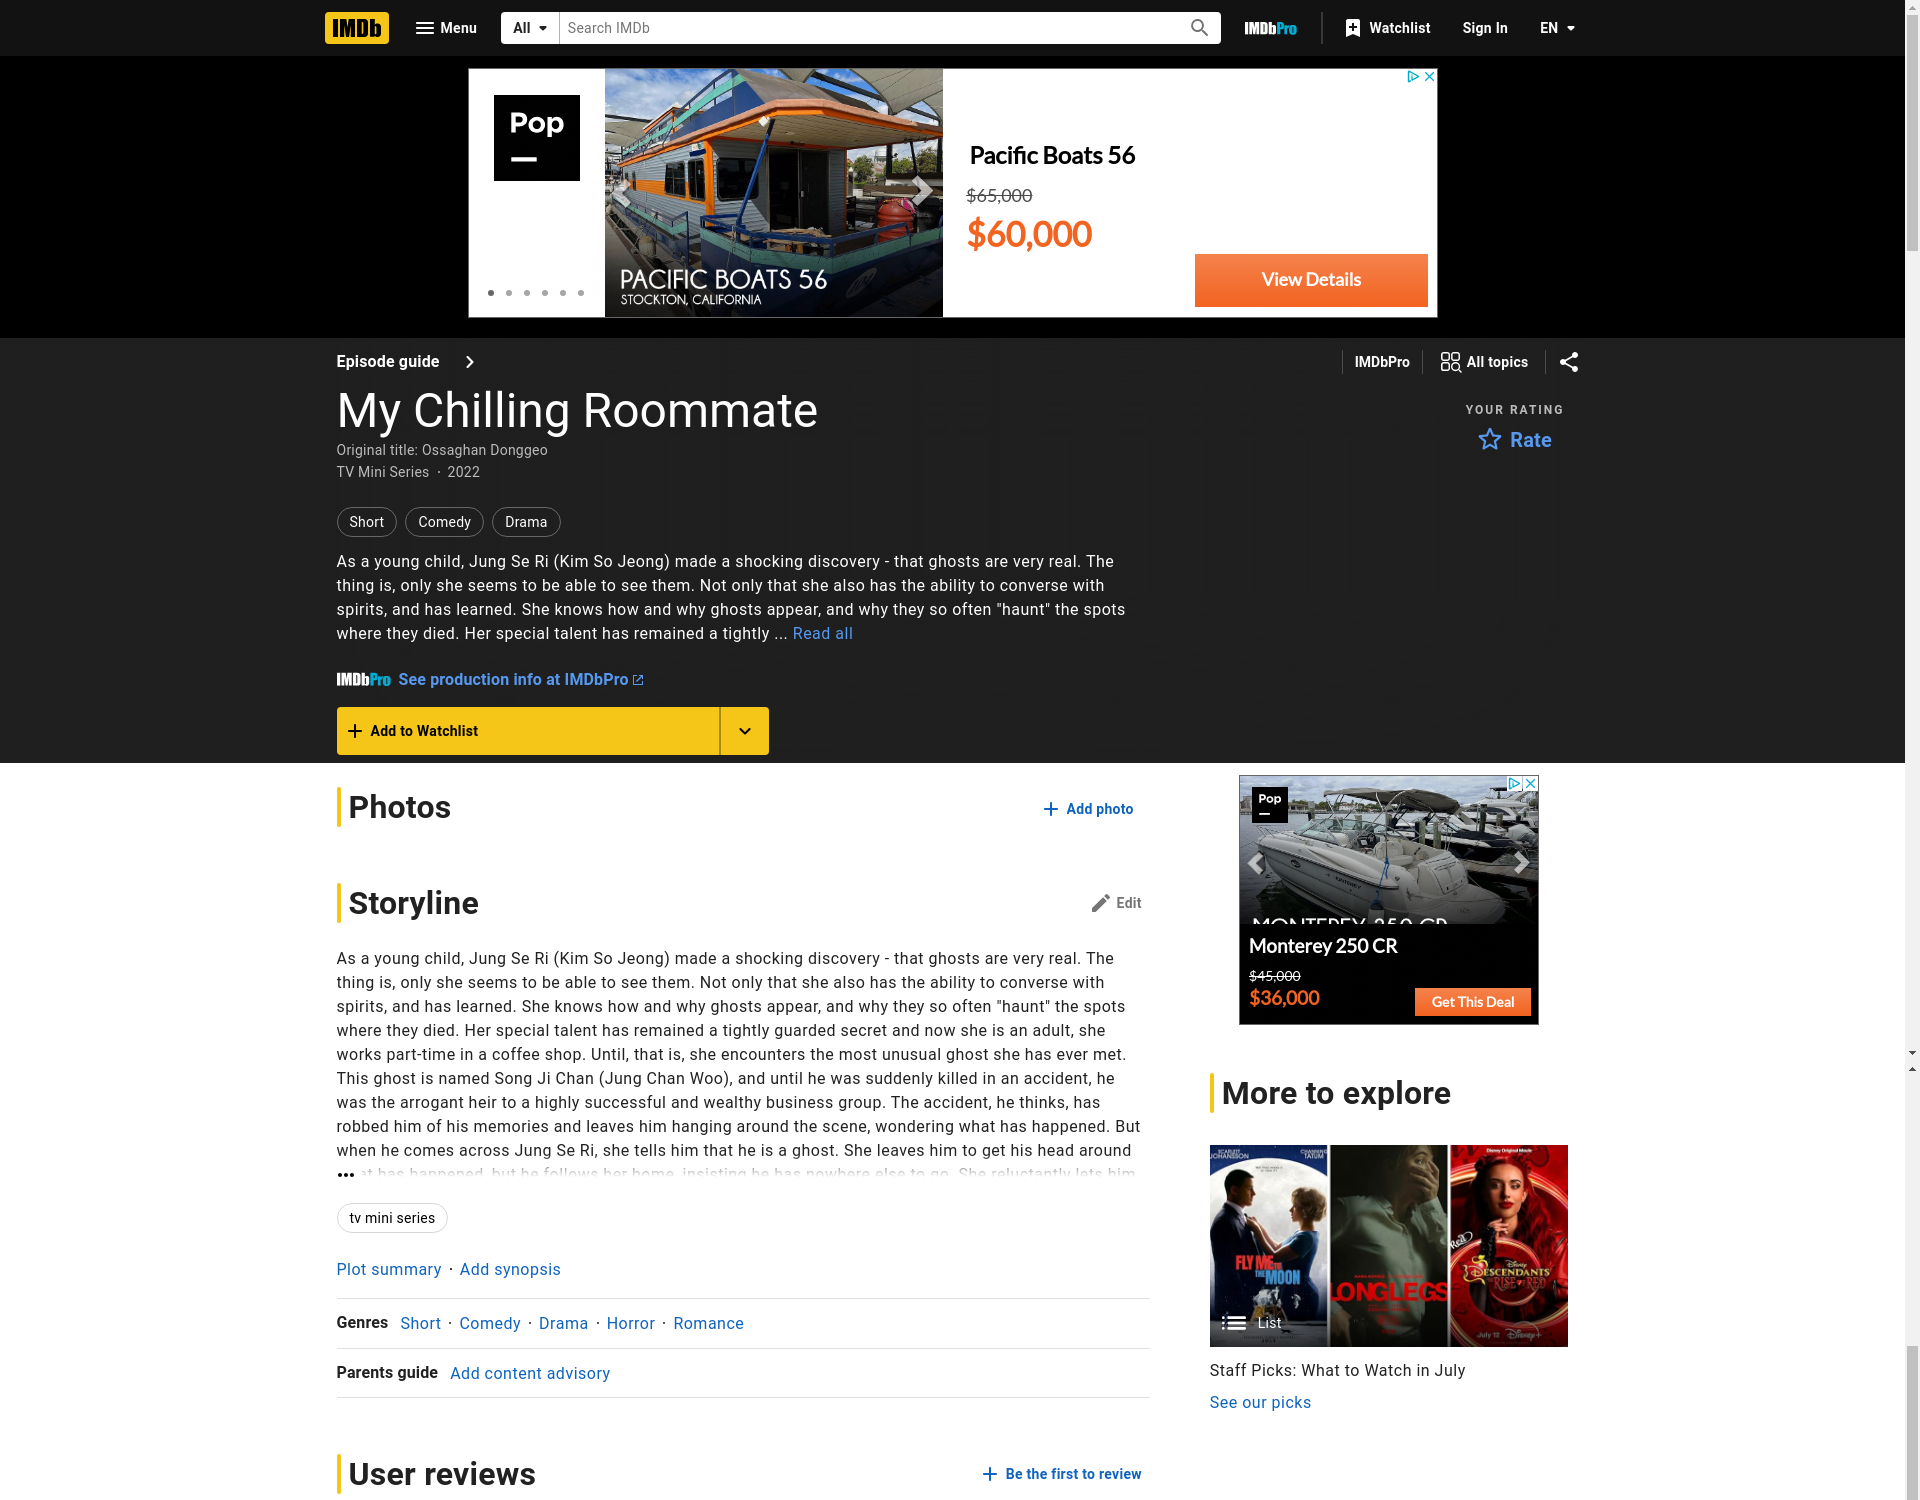 IMDb
Menu
All
Search IMDb
IMDbPro
Watchlist
Sign In
EN
Pop
PACIFIC BOATS 56
STOCKTON, CALIFORNIA
Pacific Boats 56
$65,000
$60,000
View Details
Episode guide
IMDbPro
All topics
My Chilling Roommate
Original title: Ossaghan Donggeo
TV Mini Series · 2022
YOUR RATING
Rate
Short
Comedy
Drama
As a young child, Jung Se Ri (Kim So Jeong) made a shocking discovery - that ghosts are very real. The
thing is, only she seems to be able to see them. Not only that she also has the ability to converse with
spirits, and has learned. She knows how and why ghosts appear, and why they so often "haunt" the spots
where they died. Her special talent has remained a tightly ... Read all
IMDbPro See production info at IMDbPro
Add to Watchlist
Photos
Add photo
Storyline
Edit
As a young child, Jung Se Ri (Kim So Jeong) made a shocking discovery - that ghosts are very real. The
thing is, only she seems to be able to see them. Not only that she also has the ability to converse with
spirits, and has learned. She knows how and why ghosts appear, and why they so often "haunt" the spots
where they died. Her special talent has remained a tightly guarded secret and now she is an adult, she
works part-time in a coffee shop. Until, that is, she encounters the most unusual ghost she has ever met.
This ghost is named Song Ji Chan (Jung Chan Woo), and until he was suddenly killed in an accident, he
was the arrogant heir to a highly successful and wealthy business group. The accident, he thinks, has
robbed him of his memories and leaves him hanging around the scene, wondering what has happened. But
when he comes across Jung Se Ri, she tells him that he is a ghost. She leaves him to get his head around
has happened, but he follows her home, insisting he has nowhere else to go. She reluctantly lets him
tv mini series
Plot summary · Add synopsis
Genres Short · Comedy · Drama · Horror · Romance
Parents guide Add content advisory
User reviews
Be the first to review
Pop
MONTEREY 250 CR
Monterey 250 CR
$45,000
$36,000
Get This Deal
More to explore
SCARLETT JOHANSSON
CHANNING TATUM
FLY ME TO THE MOON
LONGLEGS
Disney Original Movie
Red
Disney
DESCENDANTS
THE RISE OF RED
July 12 Disney+
List
Staff Picks: What to Watch in July
See our picks